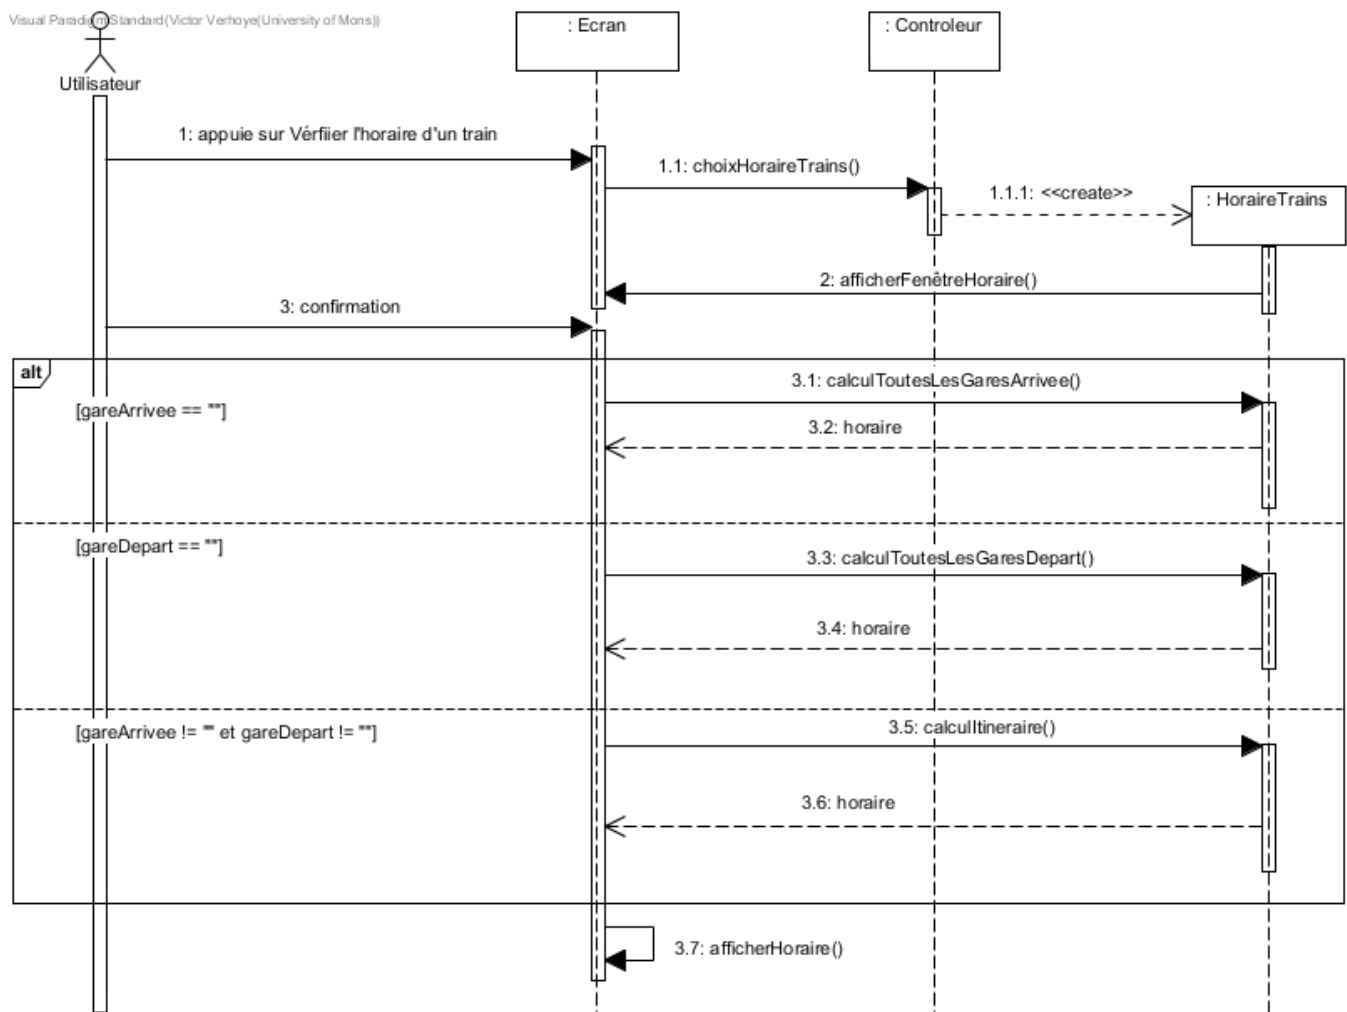 Visual Paradigm Standard(Victor Verhoye(University of Mons))
Utilisateur
: Ecran
: Controleur
1: appuie sur Vérfiier l'horaire d'un train
1.1: choixHoraireTrains()
1.1.1: <<create>>
: HoraireTrains
2: afficherFenêtreHoraire()
3: confirmation
alt
3.1: calculToutesLesGaresArrivee()
[gareArrivee == ""]
3.2: horaire
[gareDepart == ""]
3.3: calculToutesLesGaresDepart()
3.4: horaire
[gareArrivee != "" et gareDepart != ""]
3.5: calculItineraire()
3.6: horaire
3.7: afficherHoraire()